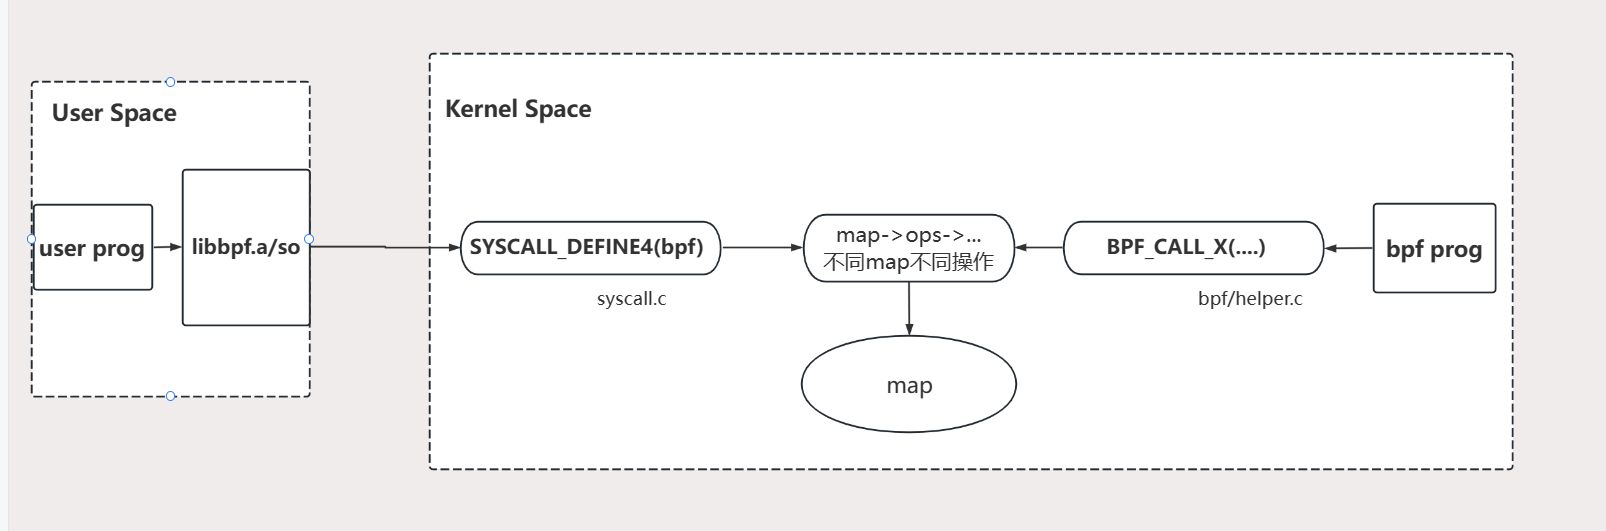 User Space
Kernel Space
user prog
libbpf.a/so
SYSCALL_DEFINE4(bpf)
syscall.c
map->ops->...
不同map不同操作
BPF_CALL_X(....)
bpf/helper.c
bpf prog
map